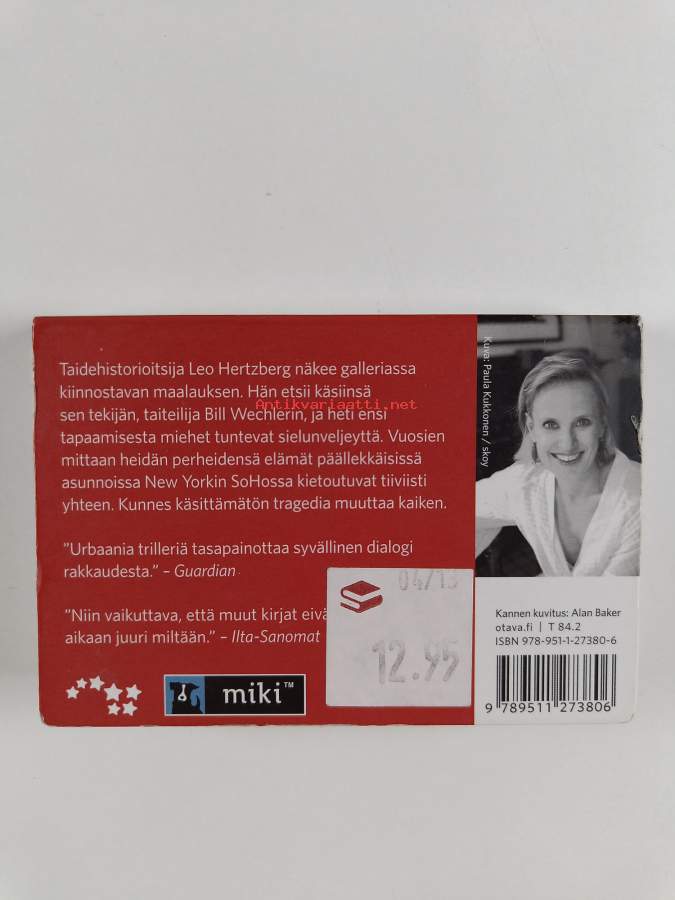 Taidehistorioitsija Leo Hertzberg näkee galleriassa
kiinnostavan maalauksen. Hän etsii käsiinsä
Antikvariaatti.net
sen tekijän, taiteilija Bill Wechlerin, ja heti ensi
tapaamisesta miehet tuntevat sielunveljeyttä. Vuosien
mittaan heidän perheidensä elämät päällekkäisissä
asunnoissa New Yorkin SoHossa kietoutuvat tiiviisti
yhteen. Kunnes käsittämätön tragedia muuttaa kaiken.
"Urbaania trilleriä tasapainottaa syvällinen dialogi
rakkaudesta." – Guardian
"Niin vaikuttava, että muut kirjat eivä
aikaan juuri miltään." – Ilta-Sanomat
04/13
12.95
miki™
Kuva: Paula Kukkonen / skoy
Kannen kuvitus: Alan Baker
otava.fi | T 84.2
ISBN 978-951-1-27380-6
9 789511 273806